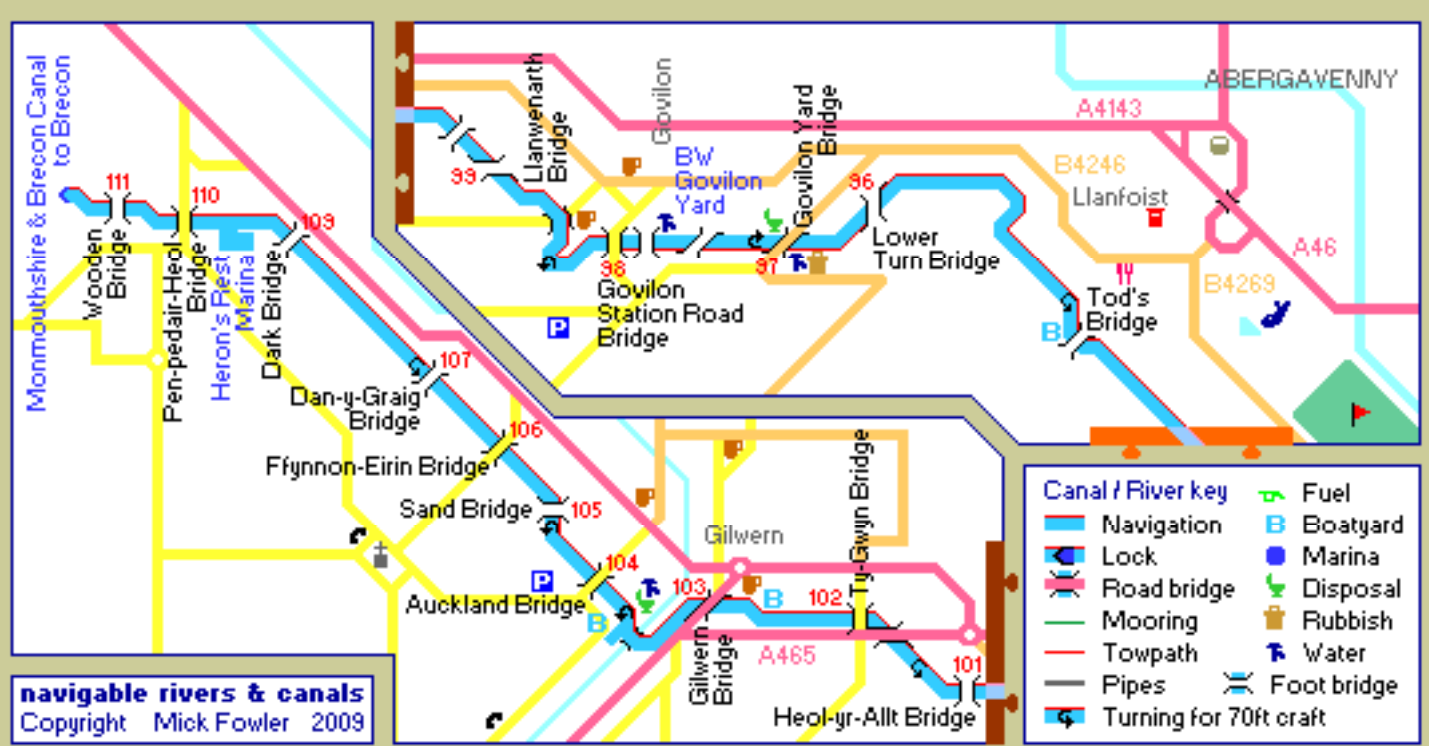 Monmouthshire & Brecon Canal
to Brecon
111
110
109
Wooden
Bridge
Pen-pedair-Heol
Bridge
Heron's Rest
Marina
Dark Bridge
107
Dan-y-Graig
Bridge
106
Ffynnon-Eirin Bridge
Sand Bridge
105
P
104
Auckland Bridge
B
103
Gilwern
Gilwern
Bridge
B
102
Ty-Gwyn Bridge
A465
101
Heol-yr-Allt Bridge
99
Llanwenarth
Bridge
Govilon
BW
Govilon
Yard
Govilon Yard
Bridge
98
Govilon
Station Road
Bridge
P
97
96
Lower
Turn Bridge
A4143
ABERGAVENNY
B4246
Llanfoist
A46
B4269
Tod's
Bridge
B
Canal / River key
Navigation
Lock
Road bridge
Mooring
Towpath
Pipes
Turning for 70ft craft
Fuel
B Boatyard
Marina
Disposal
Rubbish
Water
Foot bridge
navigable rivers & canals
Copyright Mick Fowler 2009